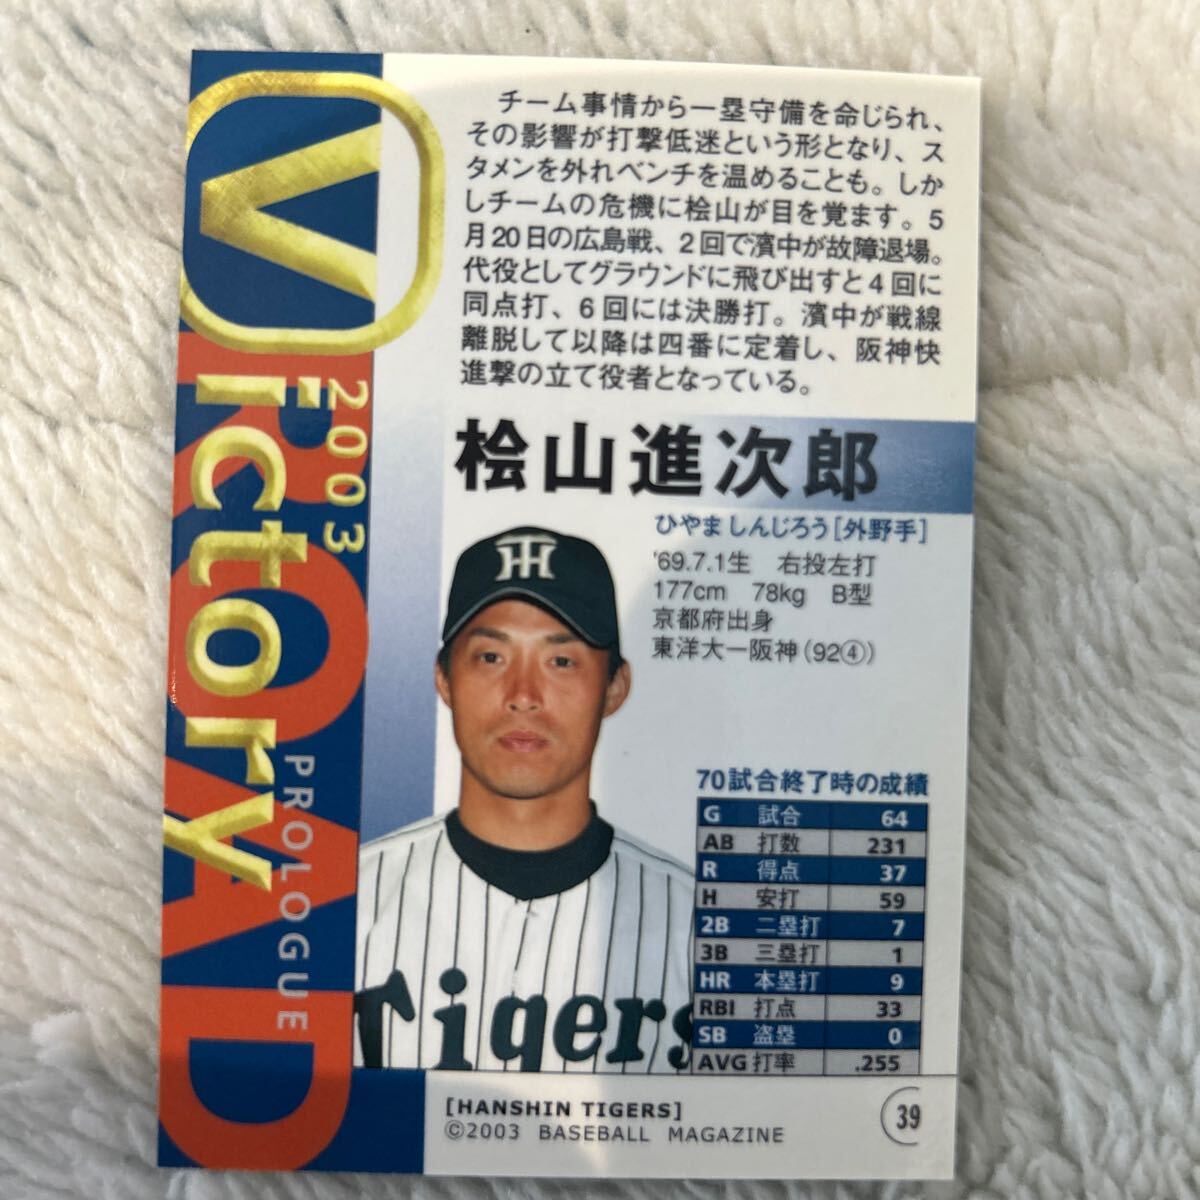 Victory
2003
ROAD
PROLOGUE
チーム事情から一塁守備を命じられ、
その影響が打撃低迷という形となり、ス
タメンを外れベンチを温めることも。しか
しチームの危機に桧山が目を覚ます。5
月20日の広島戦、2回で濱中が故障退場。
代役としてグラウンドに飛び出すと4回に
同点打、6回には決勝打。濱中が戦線
離脱して以降は四番に定着し、阪神快
進撃の立て役者となっている。
桧山進次郎
ひやま しんじろう[外野手]
'69.7.1生 右投左打
177cm 78kg B型
京都府出身
東洋大ー阪神(92④)
TH
Tigers
70試合終了時の成績
G 試合 64
AB 打数 231
R 得点 37
H 安打 59
2B 二塁打 7
3B 三塁打 1
HR 本塁打 9
RBI 打点 33
SB 盗塁 0
AVG 打率 .255
[HANSHIN TIGERS]
©2003 BASEBALL MAGAZINE
39